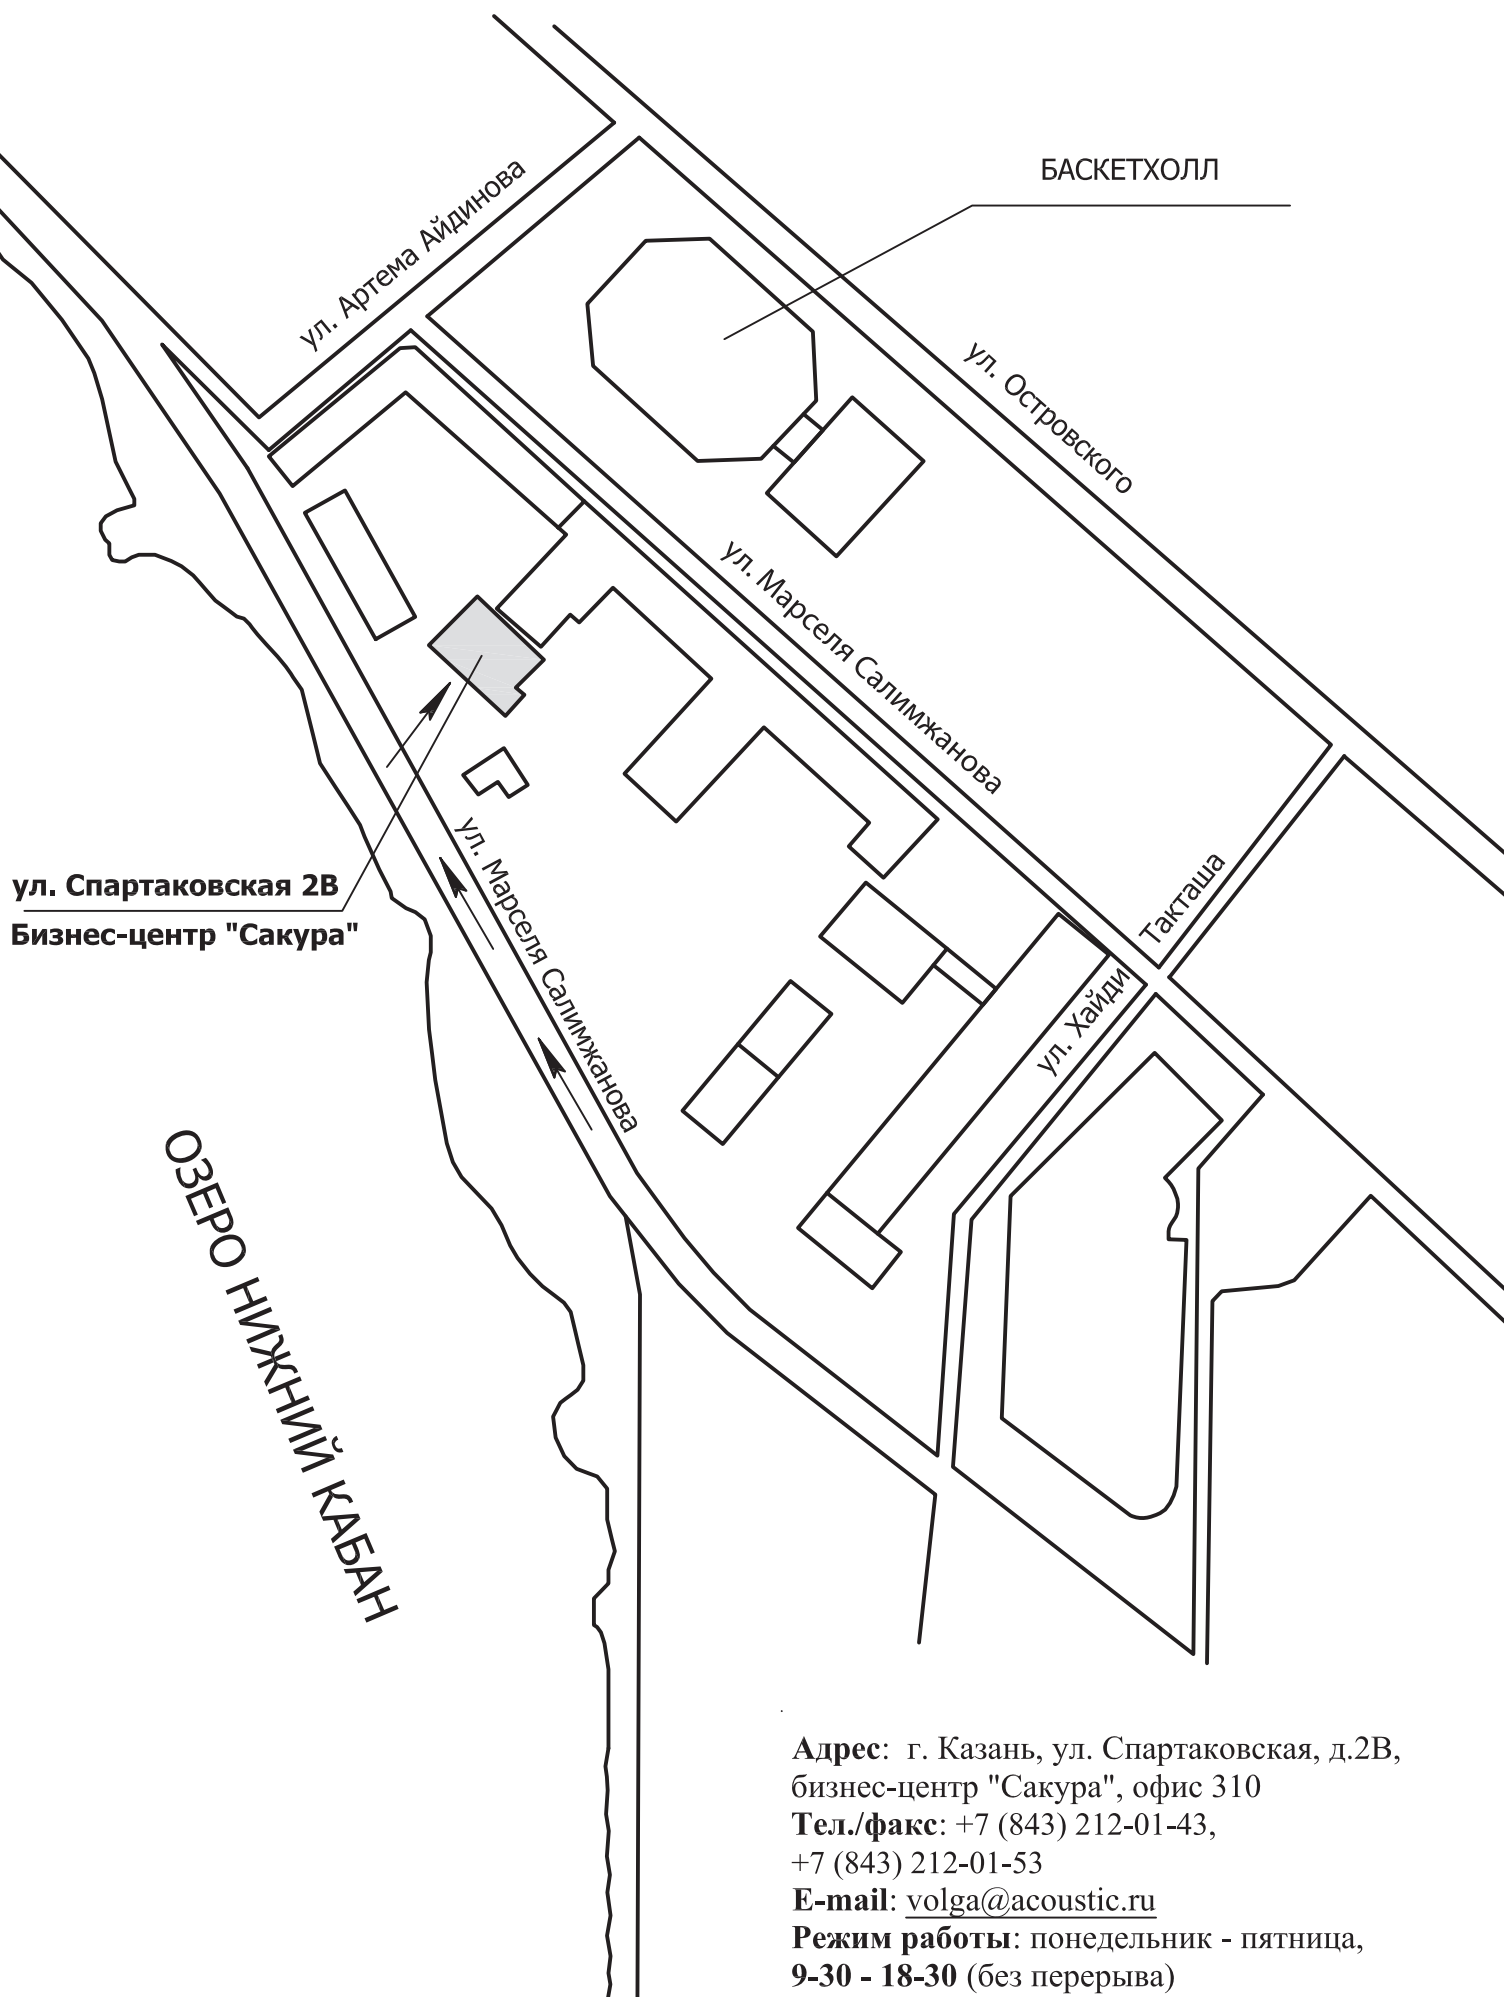 БАСКЕТХОЛЛ
ул. Артема Айдинова
ул. Островского
ул. Марселя Салимжанова
Такташа
ул. Спартаковская 2В
Бизнес-центр "Сакура"
ул. Марселя Салимжанова
ул. Хайди
ОЗЕРО НИЖНИЙ КАБАН
Адрес: г. Казань, ул. Спартаковская, д.2В,
бизнес-центр "Сакура", офис 310
Тел./факс: +7 (843) 212-01-43,
+7 (843) 212-01-53
E-mail: volga@acoustic.ru
Режим работы: понедельник - пятница,
9-30 - 18-30 (без перерыва)